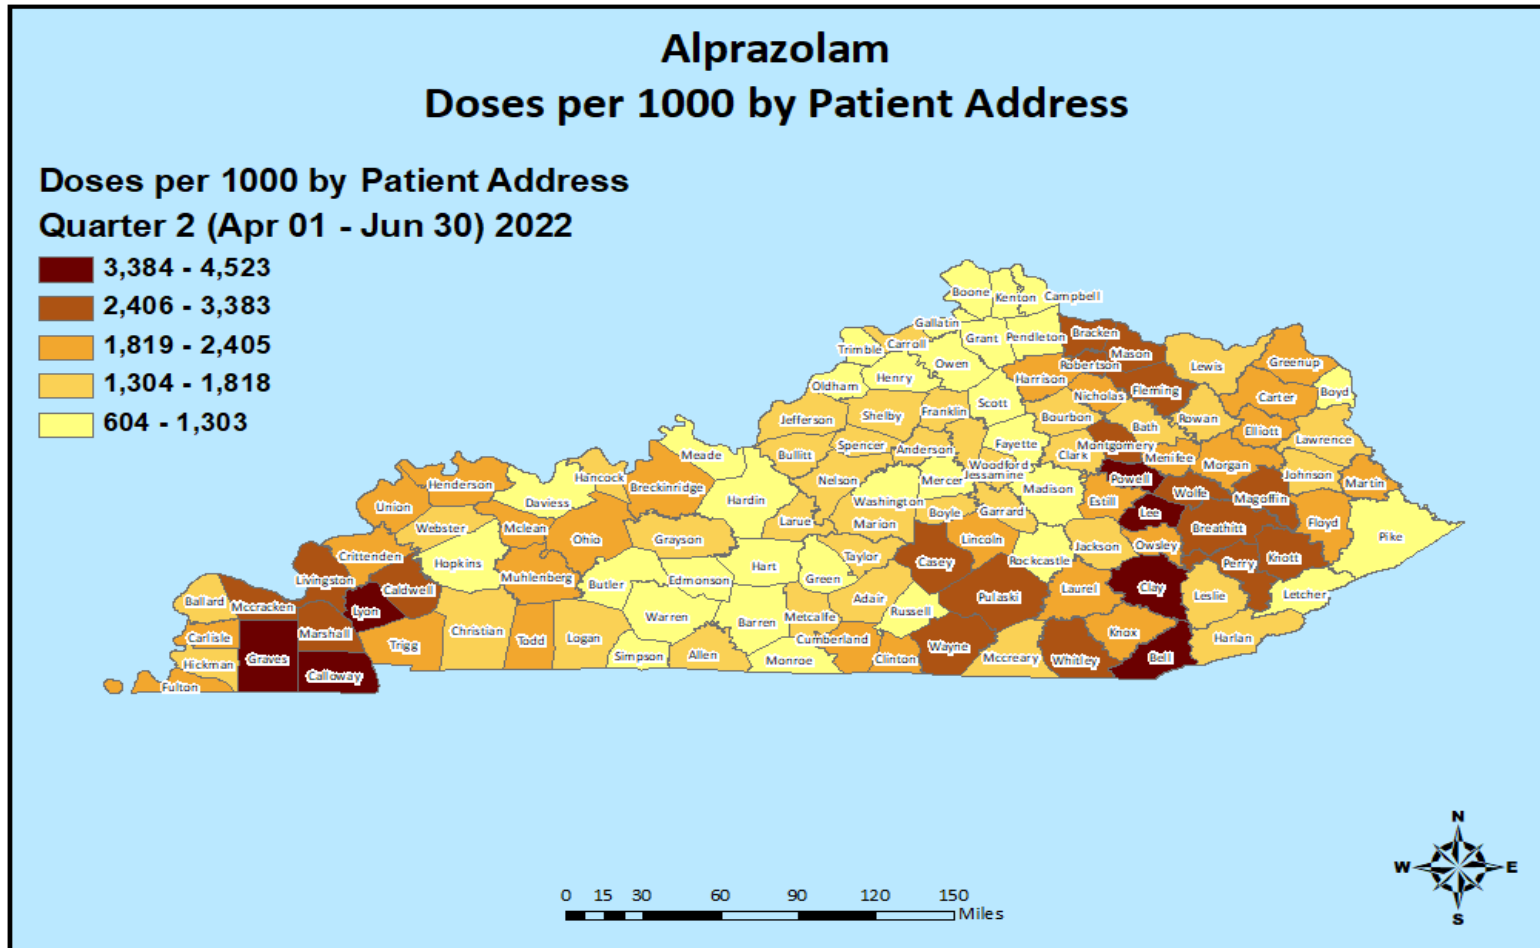 Alprazolam
Doses per 1000 by Patient Address
Doses per 1000 by Patient Address
Quarter 2 (Apr 01 - Jun 30) 2022
3,384 - 4,523
2,406 - 3,383
1,819 - 2,405
1,304 - 1,818
604 - 1,303
Boone
Kenton
Campbell
Gallatin
Grant
Pendleton
Bracken
Trimble
Carroll
Owen
Mason
Robertson
Lewis
Greenup
Oldham
Henry
Harrison
Fleming
Nicholas
Carter
Boyd
Jefferson
Shelby
Franklin
Scott
Bourbon
Bath
Rowan
Elliott
Lawrence
Meade
Bullitt
Spencer
Anderson
Fayette
Woodford
Jessamine
Clark
Montgomery
Menifee
Morgan
Johnson
Martin
Henderson
Daviess
Hancock
Breckinridge
Hardin
Nelson
Washington
Mercer
Madison
Powell
Estill
Wolfe
Magoffin
Union
Webster
Mclean
Ohio
Grayson
Larue
Marion
Boyle
Garrard
Lee
Breathitt
Floyd
Pike
Crittenden
Hopkins
Muhlenberg
Butler
Edmonson
Hart
Green
Taylor
Casey
Lincoln
Rockcastle
Jackson
Owsley
Perry
Knott
Livingston
Caldwell
Lyon
Ballard
Mccracken
Warren
Barren
Metcalfe
Adair
Russell
Pulaski
Laurel
Clay
Leslie
Letcher
Carlisle
Marshall
Trigg
Christian
Todd
Logan
Simpson
Allen
Monroe
Cumberland
Clinton
Wayne
Mccreary
Whitley
Knox
Bell
Harlan
Hickman
Graves
Calloway
Fulton
N
W
E
S
0 15 30 60 90 120 150
Miles